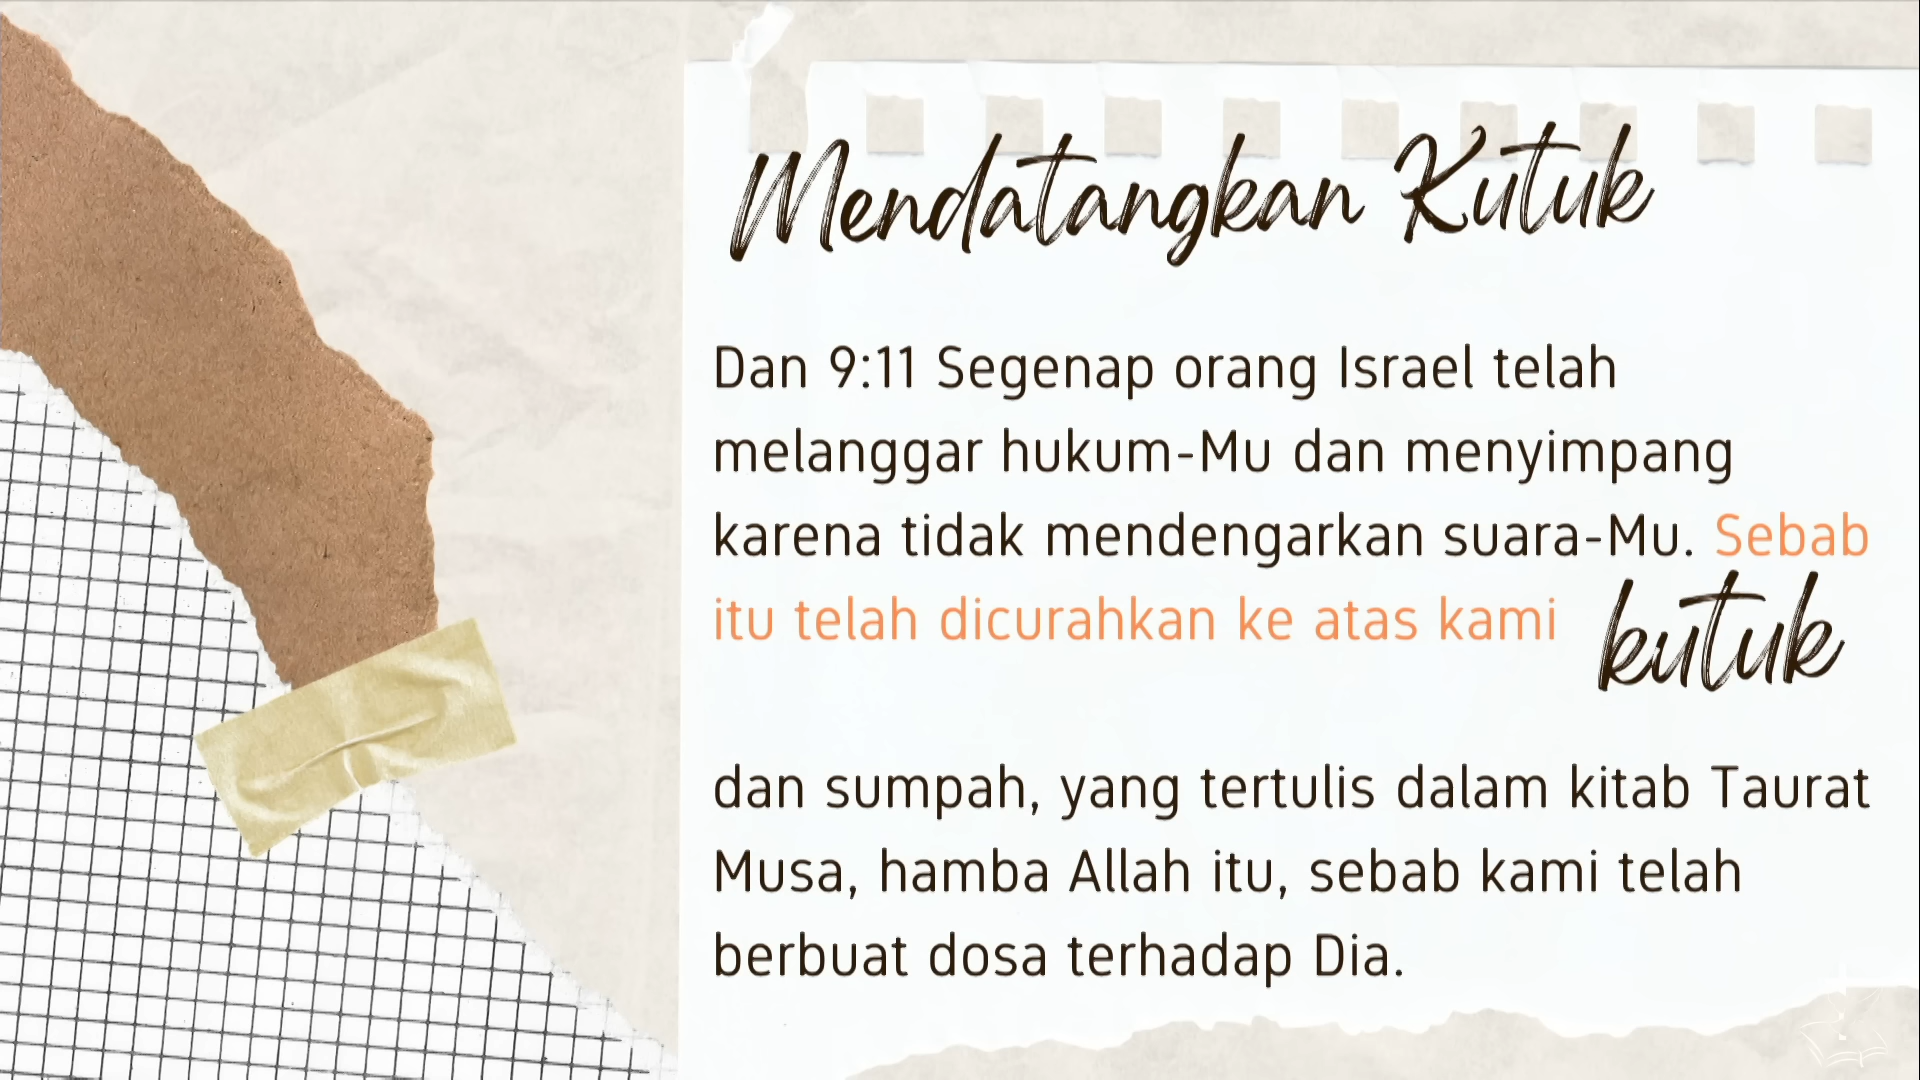 Mendatangkan Kutuk
Dan 9:11 Segenap orang Israel telah
melanggar hukum-Mu dan menyimpang
karena tidak mendengarkan suara-Mu. Sebab
itu telah dicurahkan ke atas kami kutuk
dan sumpah, yang tertulis dalam kitab Taurat
Musa, hamba Allah itu, sebab kami telah
berbuat dosa terhadap Dia.